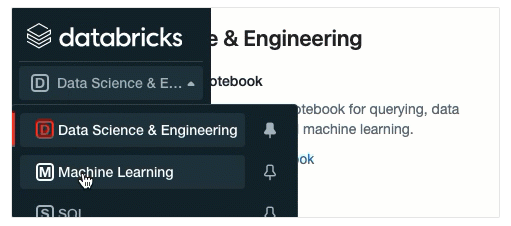 databricks
e & Engineering
D Data Science & E...
otebook
D Data Science & Engineering
otebook for querying, data
machine learning.
M Machine Learning
ook
S SQL